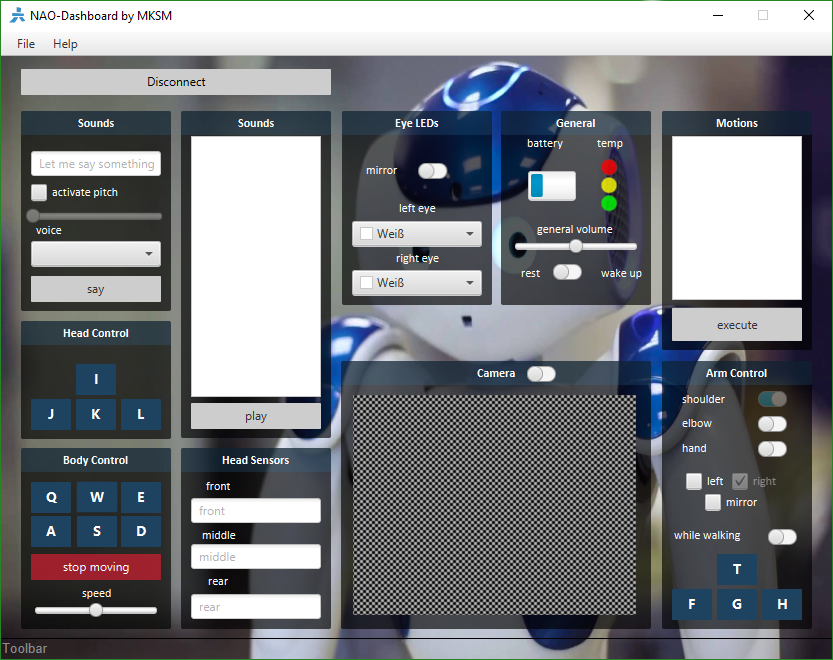 NAO-Dashboard by MKSM
File Help
Disconnect
Sounds
Let me say something
activate pitch
voice
say
Sounds
play
Eye LEDs
mirror
left eye
Weiß
right eye
Weiß
General
battery temp
general volume
rest wake up
Motions
execute
Head Control
I
J K L
Body Control
Q W E
A S D
stop moving
speed
Head Sensors
front
front
middle
middle
rear
rear
Camera
Arm Control
shoulder
elbow
hand
left right
mirror
while walking
T
F G H
Toolbar